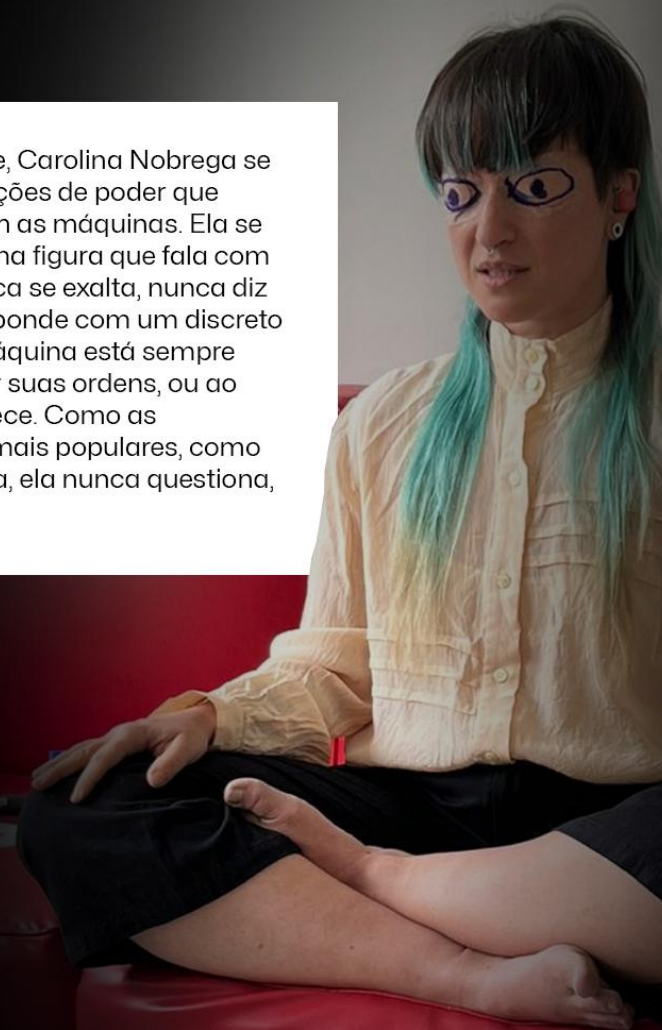 e, Carolina Nobrega se
ções de poder que
m as máquinas. Ela se
ma figura que fala com
ca se exalta, nunca diz
ponde com um discreto
áquina está sempre
r suas ordens, ou ao
ece. Como as
mais populares, como
a, ela nunca questiona,